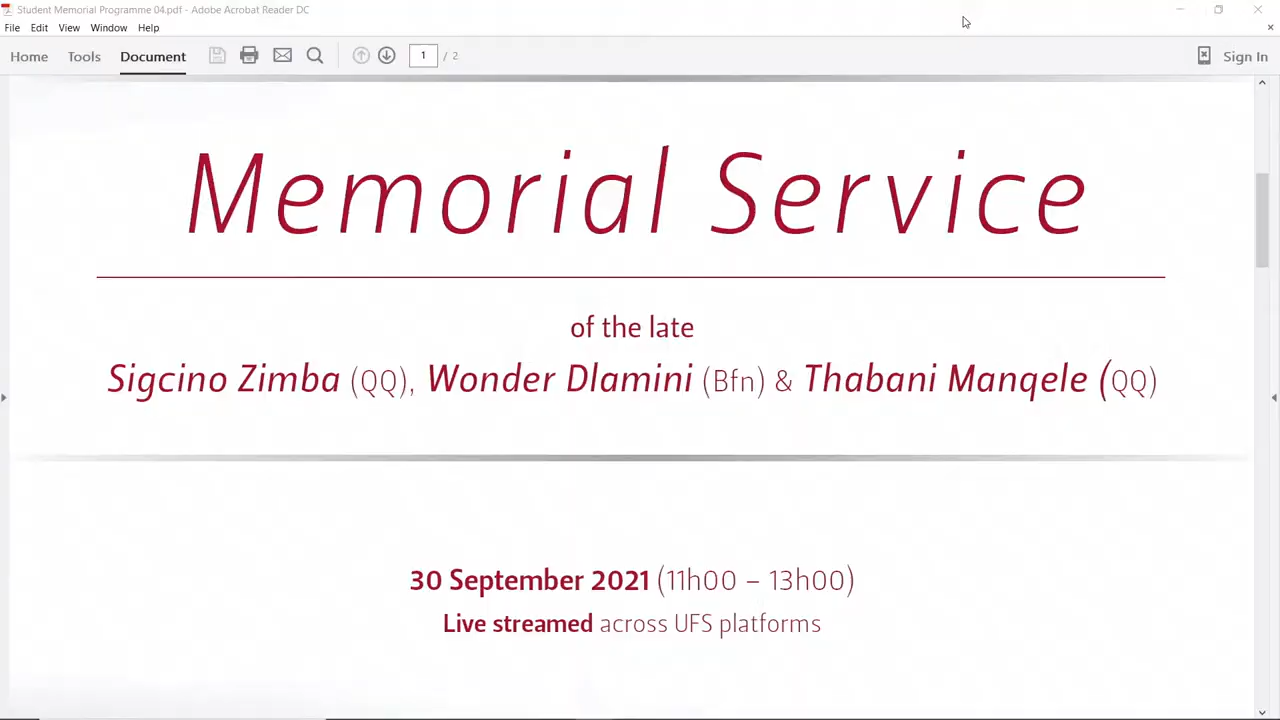 Student Memorial Programme 04.pdf - Adobe Acrobat Reader DC
File Edit View Window Help
Home Tools Document 1 / 2 Sign In
Memorial Service
of the late
Sigcino Zimba (QQ), Wonder Dlamini (Bfn) & Thabani Manqele (QQ)
30 September 2021 (11h00 – 13h00)
Live streamed across UFS platforms